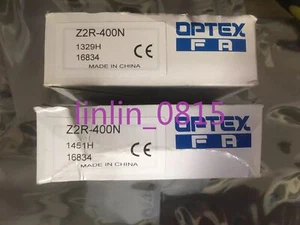 Z2R-400N
OPTEX
FA
1329H
16834
CE
MADE IN CHINA
linlin_0815
Z2R-400N
OPTEX
FA
1451H
16834
CE
MADE IN CHINA